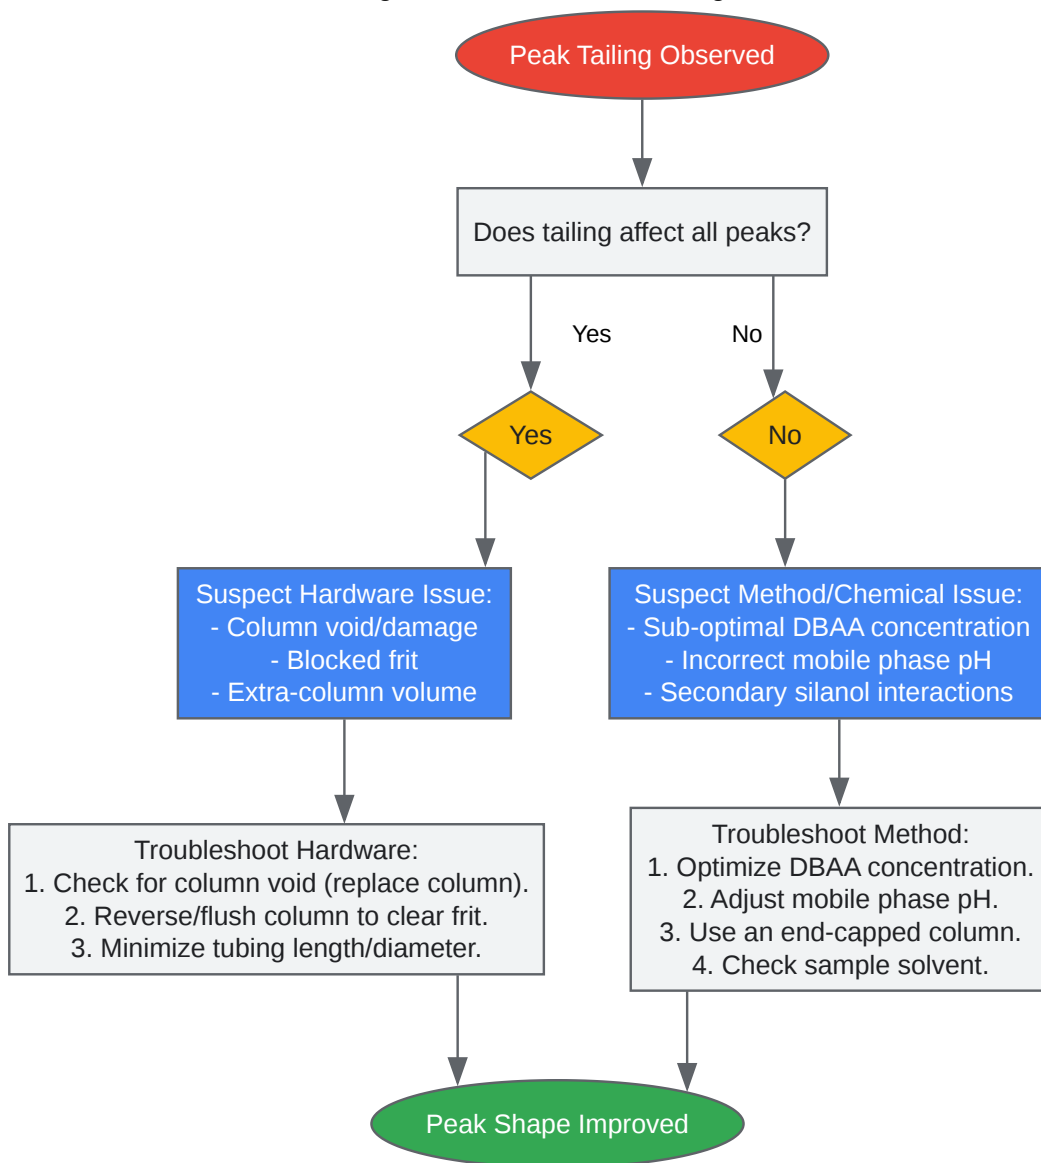 Peak Tailing Observed
Does tailing affect all peaks?
Yes
No
Yes
No
Suspect Hardware Issue:
- Column void/damage
- Blocked frit
- Extra-column volume
Suspect Method/Chemical Issue:
- Sub-optimal DBAA concentration
- Incorrect mobile phase pH
- Secondary silanol interactions
Troubleshoot Hardware:
1. Check for column void (replace column).
2. Reverse/flush column to clear frit.
3. Minimize tubing length/diameter.
Troubleshoot Method:
1. Optimize DBAA concentration.
2. Adjust mobile phase pH.
3. Use an end-capped column.
4. Check sample solvent.
Peak Shape Improved